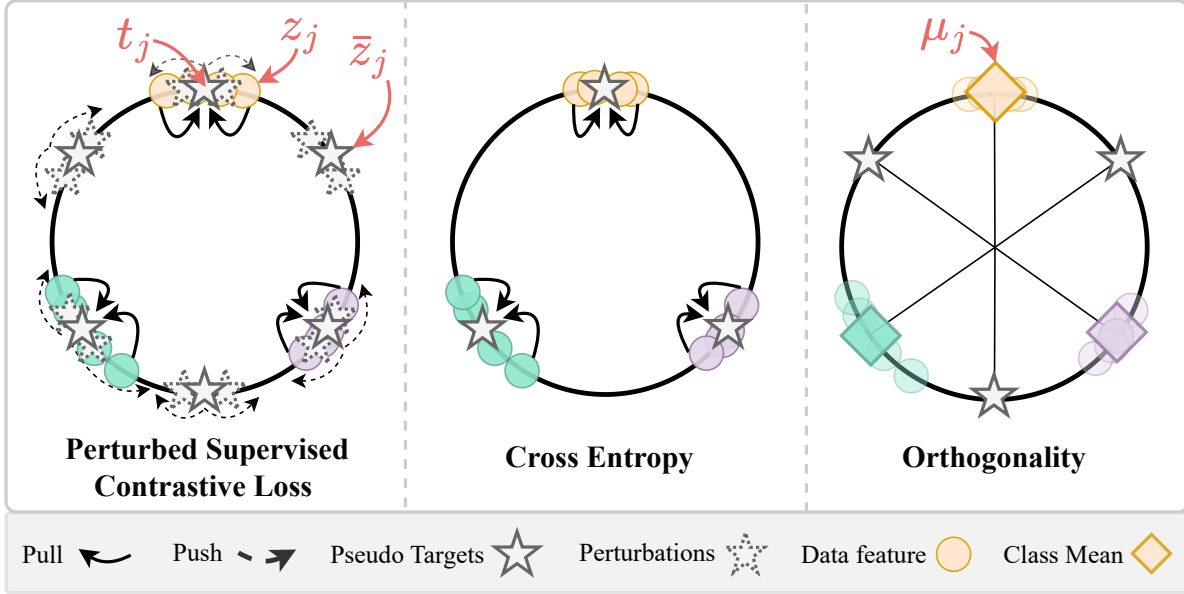 t_j
z_j
z̄_j
μ_j
Perturbed Supervised
Contrastive Loss
Cross Entropy
Orthogonality
Pull
Push
Pseudo Targets
Perturbations
Data feature
Class Mean